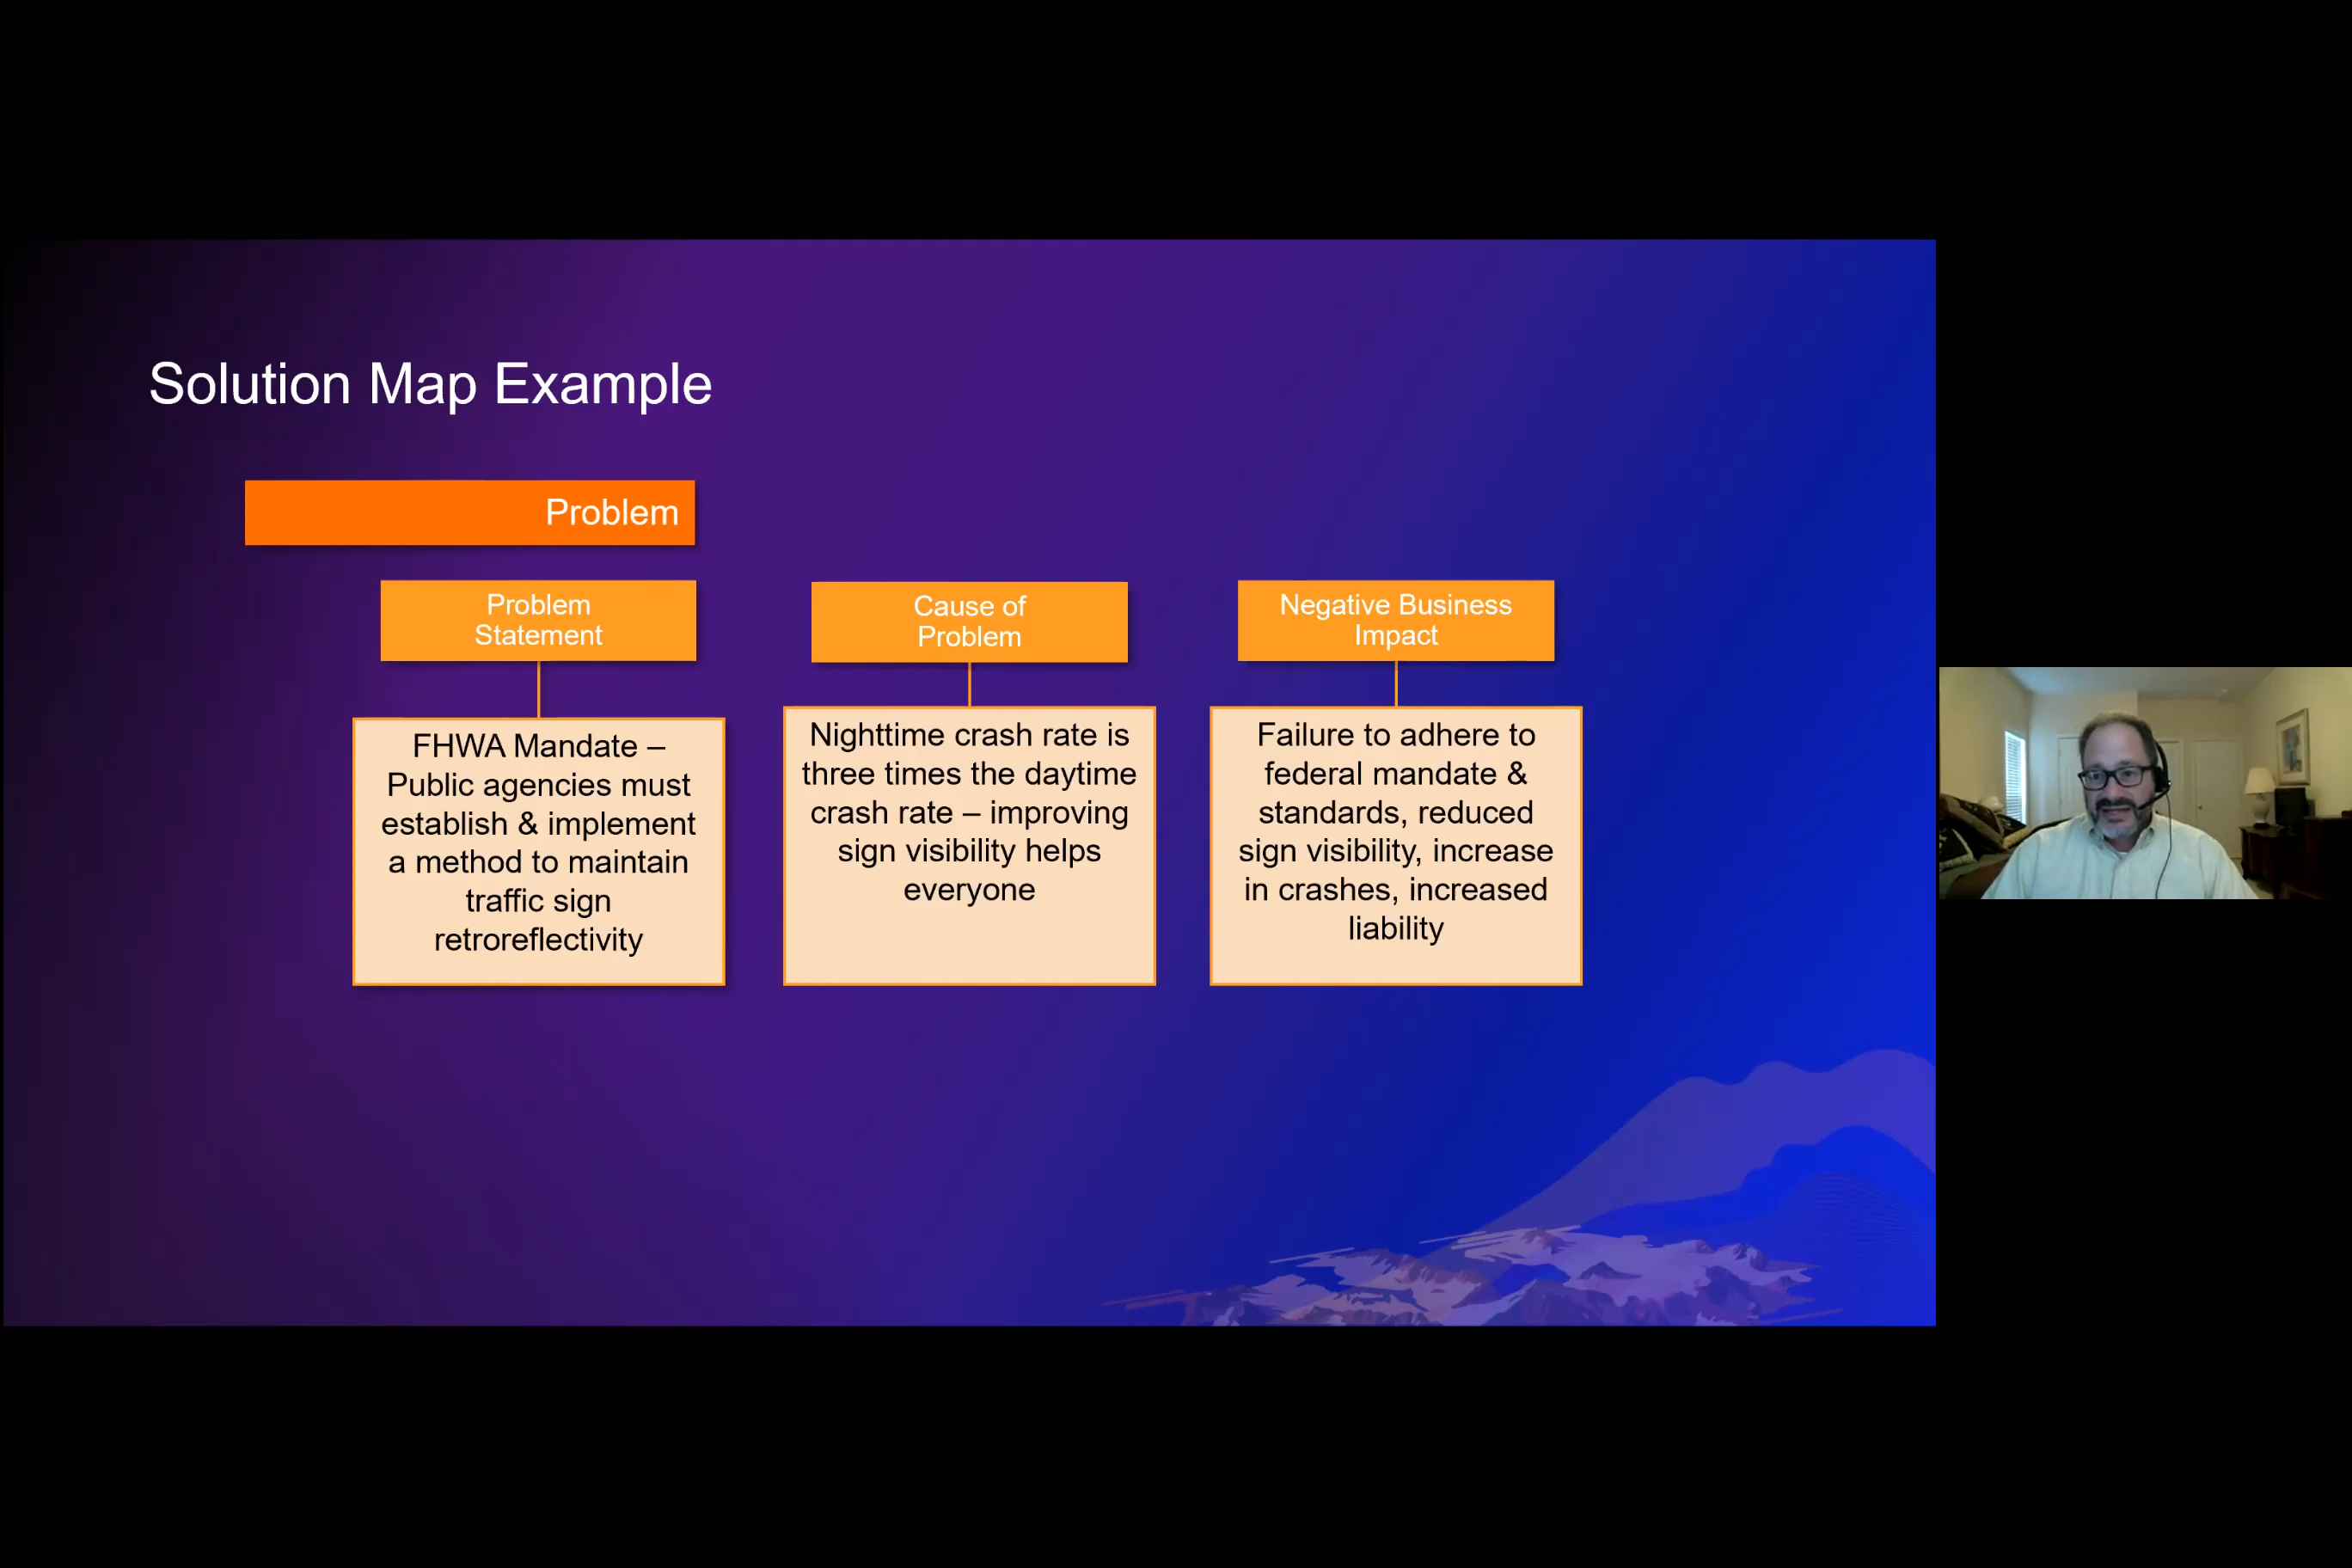 Solution Map Example
Problem
Problem
Statement
FHWA Mandate –
Public agencies must
establish & implement
a method to maintain
traffic sign
retroreflectivity
Cause of
Problem
Nighttime crash rate is
three times the daytime
crash rate – improving
sign visibility helps
everyone
Negative Business
Impact
Failure to adhere to
federal mandate &
standards, reduced
sign visibility, increase
in crashes, increased
liability